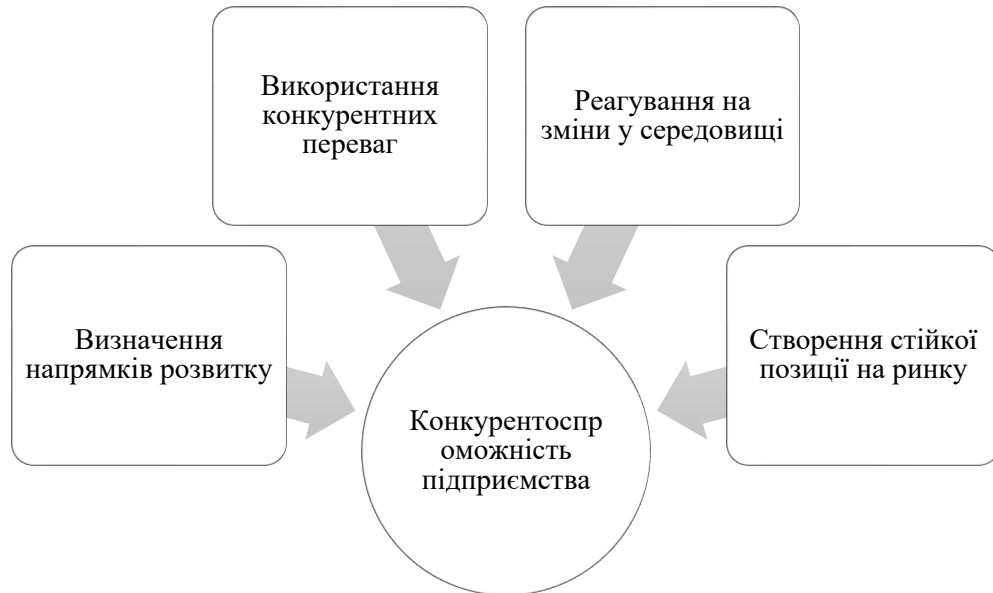 Використання
конкурентних
переваг
Реагування на
зміни у середовищі
Визначення
напрямків розвитку
Створення стійкої
позиції на ринку
Конкурентоспр
оможність
підприємства